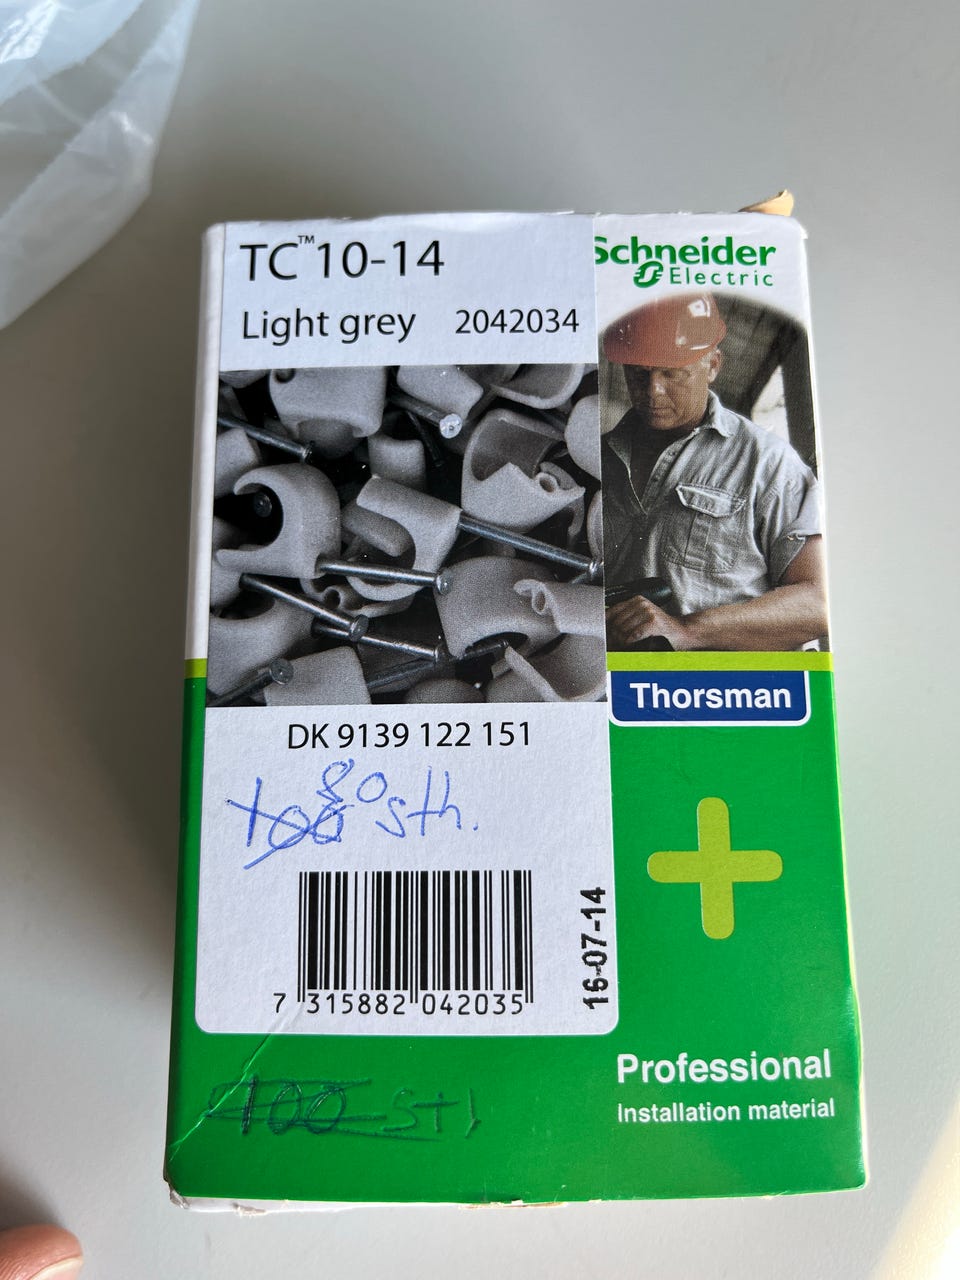 TC™10-14
Light grey 2042034
Schneider
Electric
Thorsman
DK 9139 122 151
80
100 sth.
7 315882 042035
16-07-14
Professional
Installation material
100 st